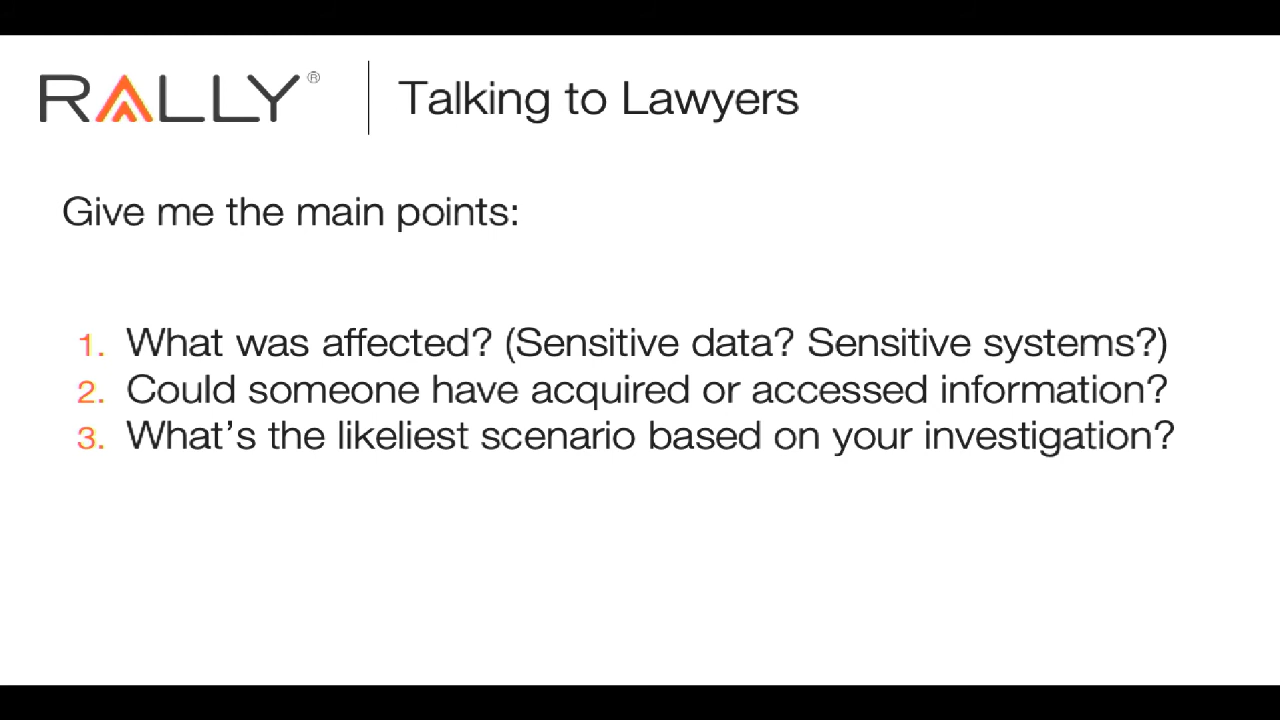 RALLY® | Talking to Lawyers
Give me the main points:
1. What was affected? (Sensitive data? Sensitive systems?)
2. Could someone have acquired or accessed information?
3. What’s the likeliest scenario based on your investigation?